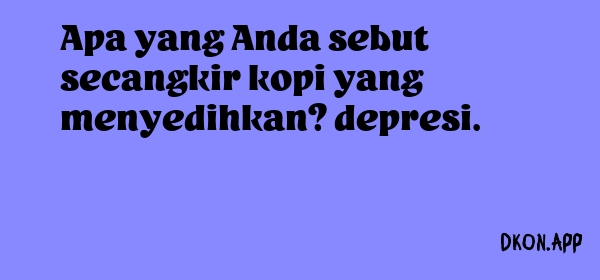 Apa yang Anda sebut
secangkir kopi yang
menyedihkan? depresi.
DKON.APP